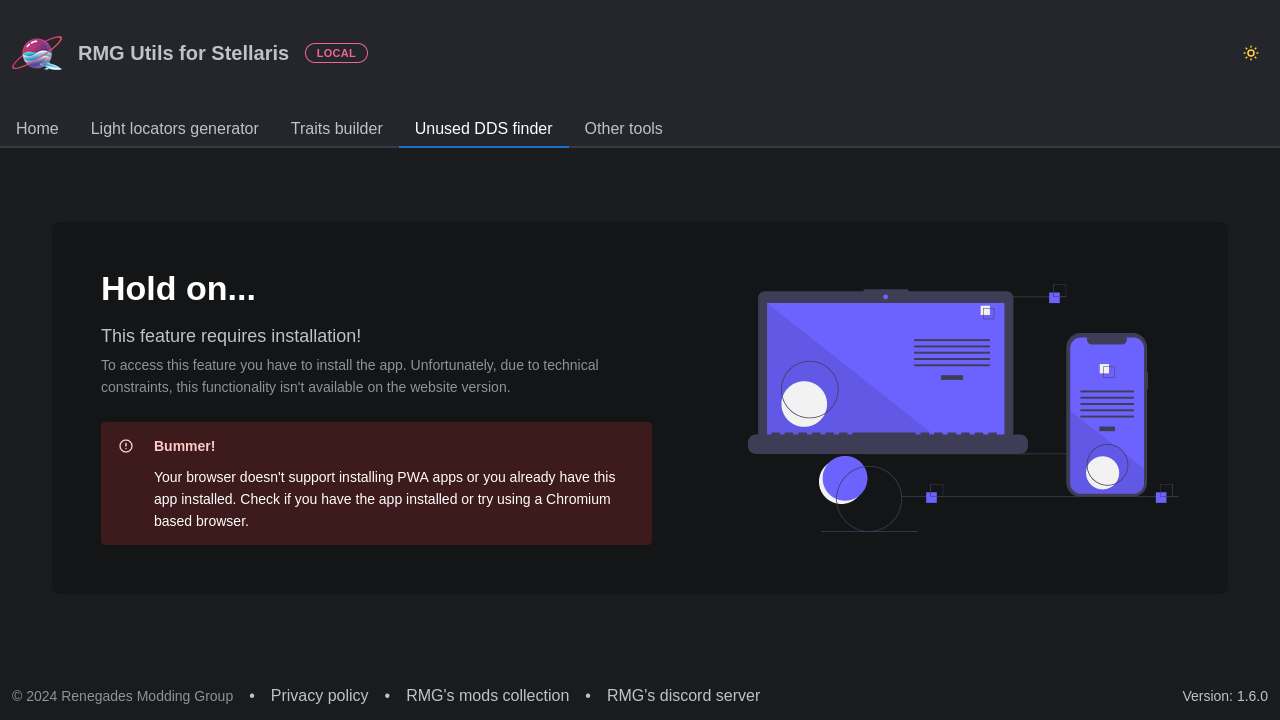 RMG Utils for Stellaris
LOCAL
Home
Light locators generator
Traits builder
Unused DDS finder
Other tools
Hold on...
This feature requires installation!
To access this feature you have to install the app. Unfortunately, due to technical
constraints, this functionality isn't available on the website version.
Bummer!
Your browser doesn't support installing PWA apps or you already have this
app installed. Check if you have the app installed or try using a Chromium
based browser.
© 2024 Renegades Modding Group • Privacy policy • RMG's mods collection • RMG's discord server
Version: 1.6.0